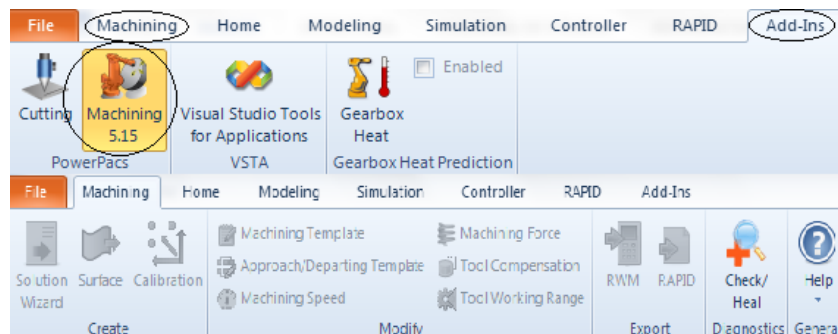 File Machining Home Modeling Simulation Controller RAPID Add-Ins
Enabled
Cutting Machining Visual Studio Tools Gearbox
5.15 for Applications Heat
PowerPacs VSTA Gearbox Heat Prediction
File Machining Home Modeling Simulation Controller RAPID Add-Ins
Machining Template Machining Force
Approach/Departing Template Tool Compensation
Solution Surface Calibration RWM RAPID Check/ Help
Wizard Machining Speed Tool Working Range Heal
Create Modify Export Diagnostics Genera